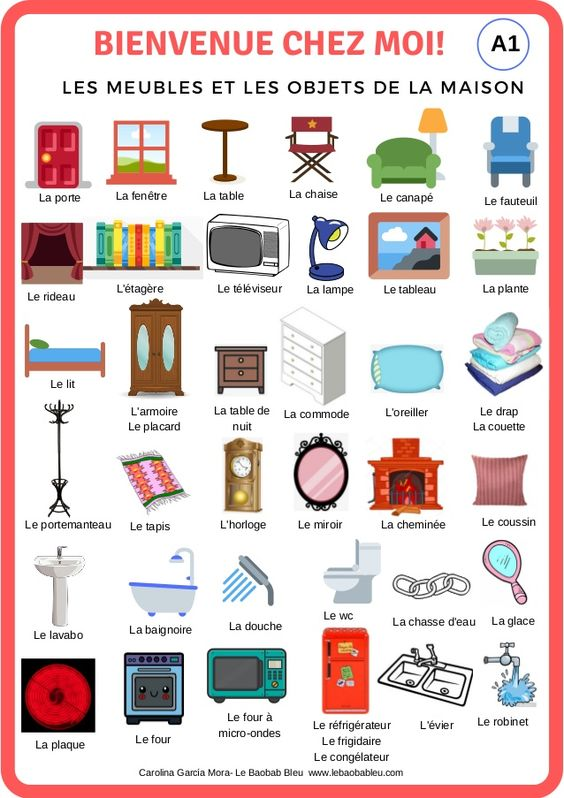 BIENVENUE CHEZ MOI!
A1
LES MEUBLES ET LES OBJETS DE LA MAISON
La porte
La fenêtre
La table
La chaise
Le canapé
Le fauteuil
Le rideau
L'étagère
Le téléviseur
La lampe
Le tableau
La plante
Le lit
L'armoire
Le placard
La table de
nuit
La commode
L'oreiller
Le drap
La couette
Le portemanteau
Le tapis
L'horloge
Le miroir
La cheminée
Le coussin
Le lavabo
La baignoire
La douche
Le wc
La chasse d'eau
La glace
La plaque
Le four
Le four à
micro-ondes
Le réfrigérateur
Le frigidaire
Le congélateur
L'évier
Le robinet
Carolina Garcia Mora- Le Baobab Bleu www.lebaobableu.com